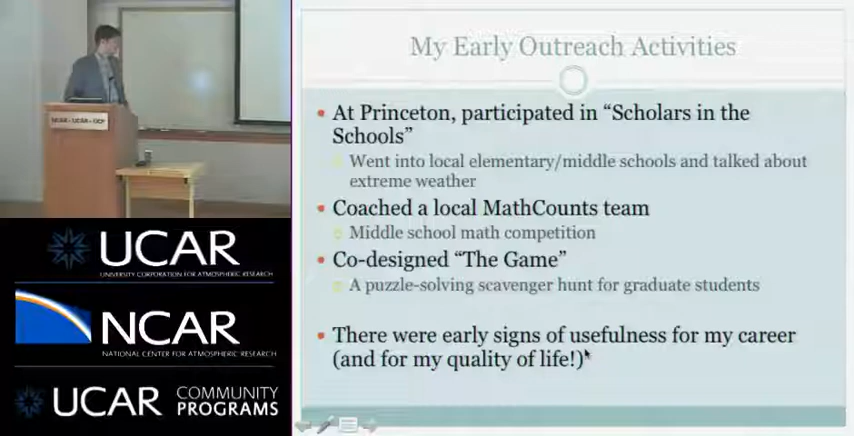 My Early Outreach Activities
At Princeton, participated in “Scholars in the
Schools”
Went into local elementary/middle schools and talked about
extreme weather
Coached a local MathCounts team
Middle school math competition
Co-designed “The Game”
A puzzle-solving scavenger hunt for graduate students
There were early signs of usefulness for my career
(and for my quality of life!)
NCAR - UCAR - UCP
UCAR
UNIVERSITY CORPORATION FOR ATMOSPHERIC RESEARCH
NCAR
NATIONAL CENTER FOR ATMOSPHERIC RESEARCH
UCAR COMMUNITY
PROGRAMS